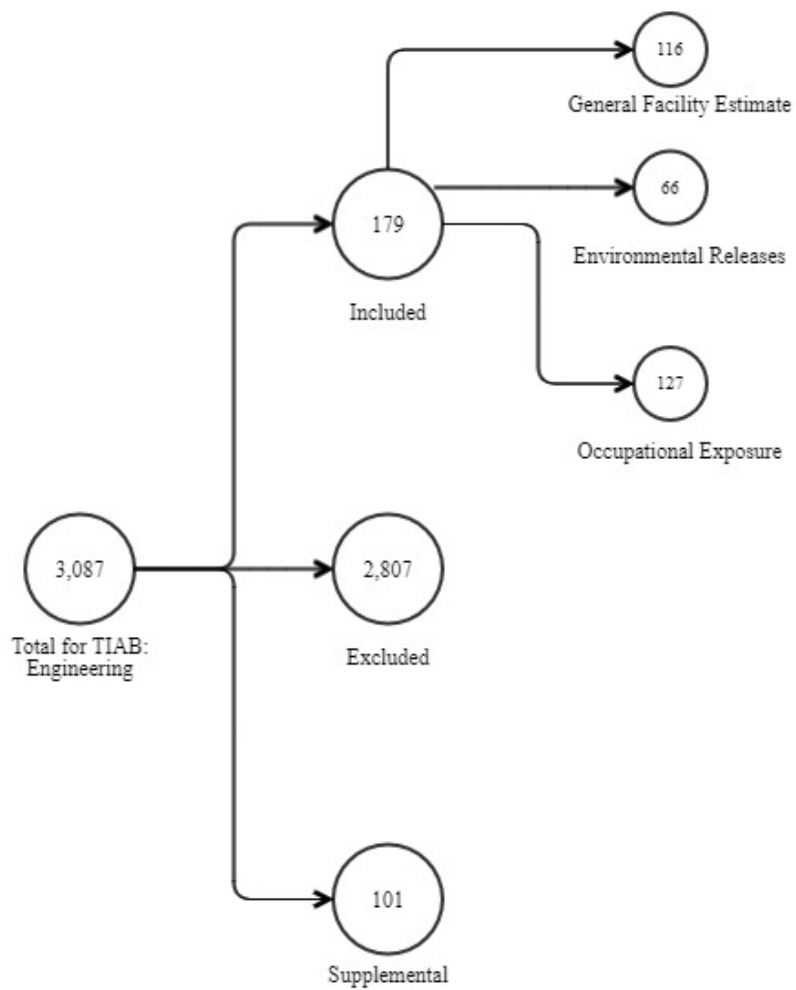 116
General Facility Estimate
66
Environmental Releases
179
Included
127
Occupational Exposure
3,087
Total for TIAB:
Engineering
2,807
Excluded
101
Supplemental